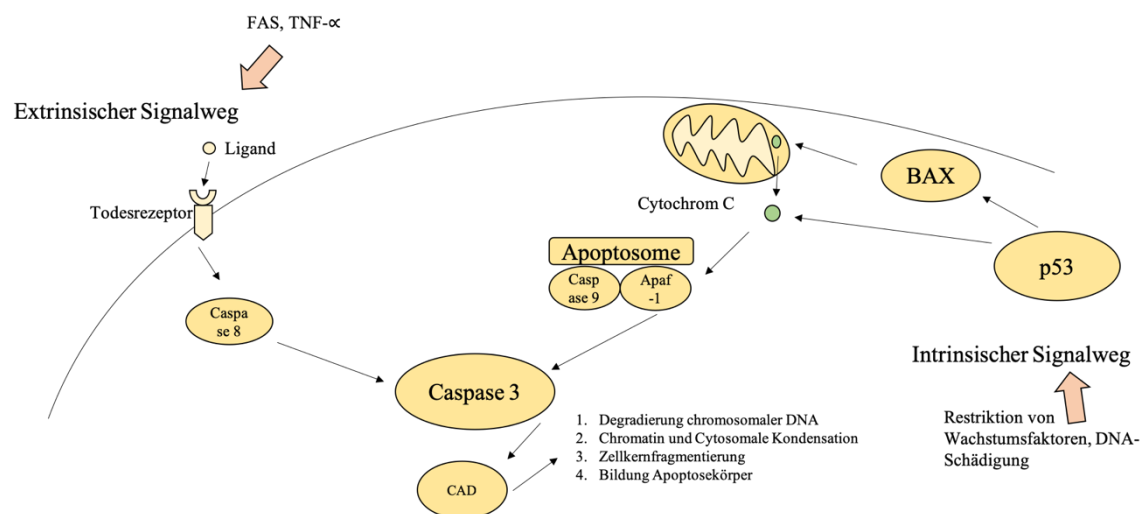 FAS, TNF-∝
Extrinsischer Signalweg
Ligand
Todesrezeptor
Caspa
se 8
Cytochrom C
Apoptosome
Casp
ase 9
Apaf
-1
BAX
p53
Caspase 3
CAD
1. Degradierung chromosomaler DNA
2. Chromatin und Cytosomale Kondensation
3. Zellkernfragmentierung
4. Bildung Apoptosekörper
Intrinsischer Signalweg
Restriktion von
Wachstumsfaktoren, DNA-
Schädigung